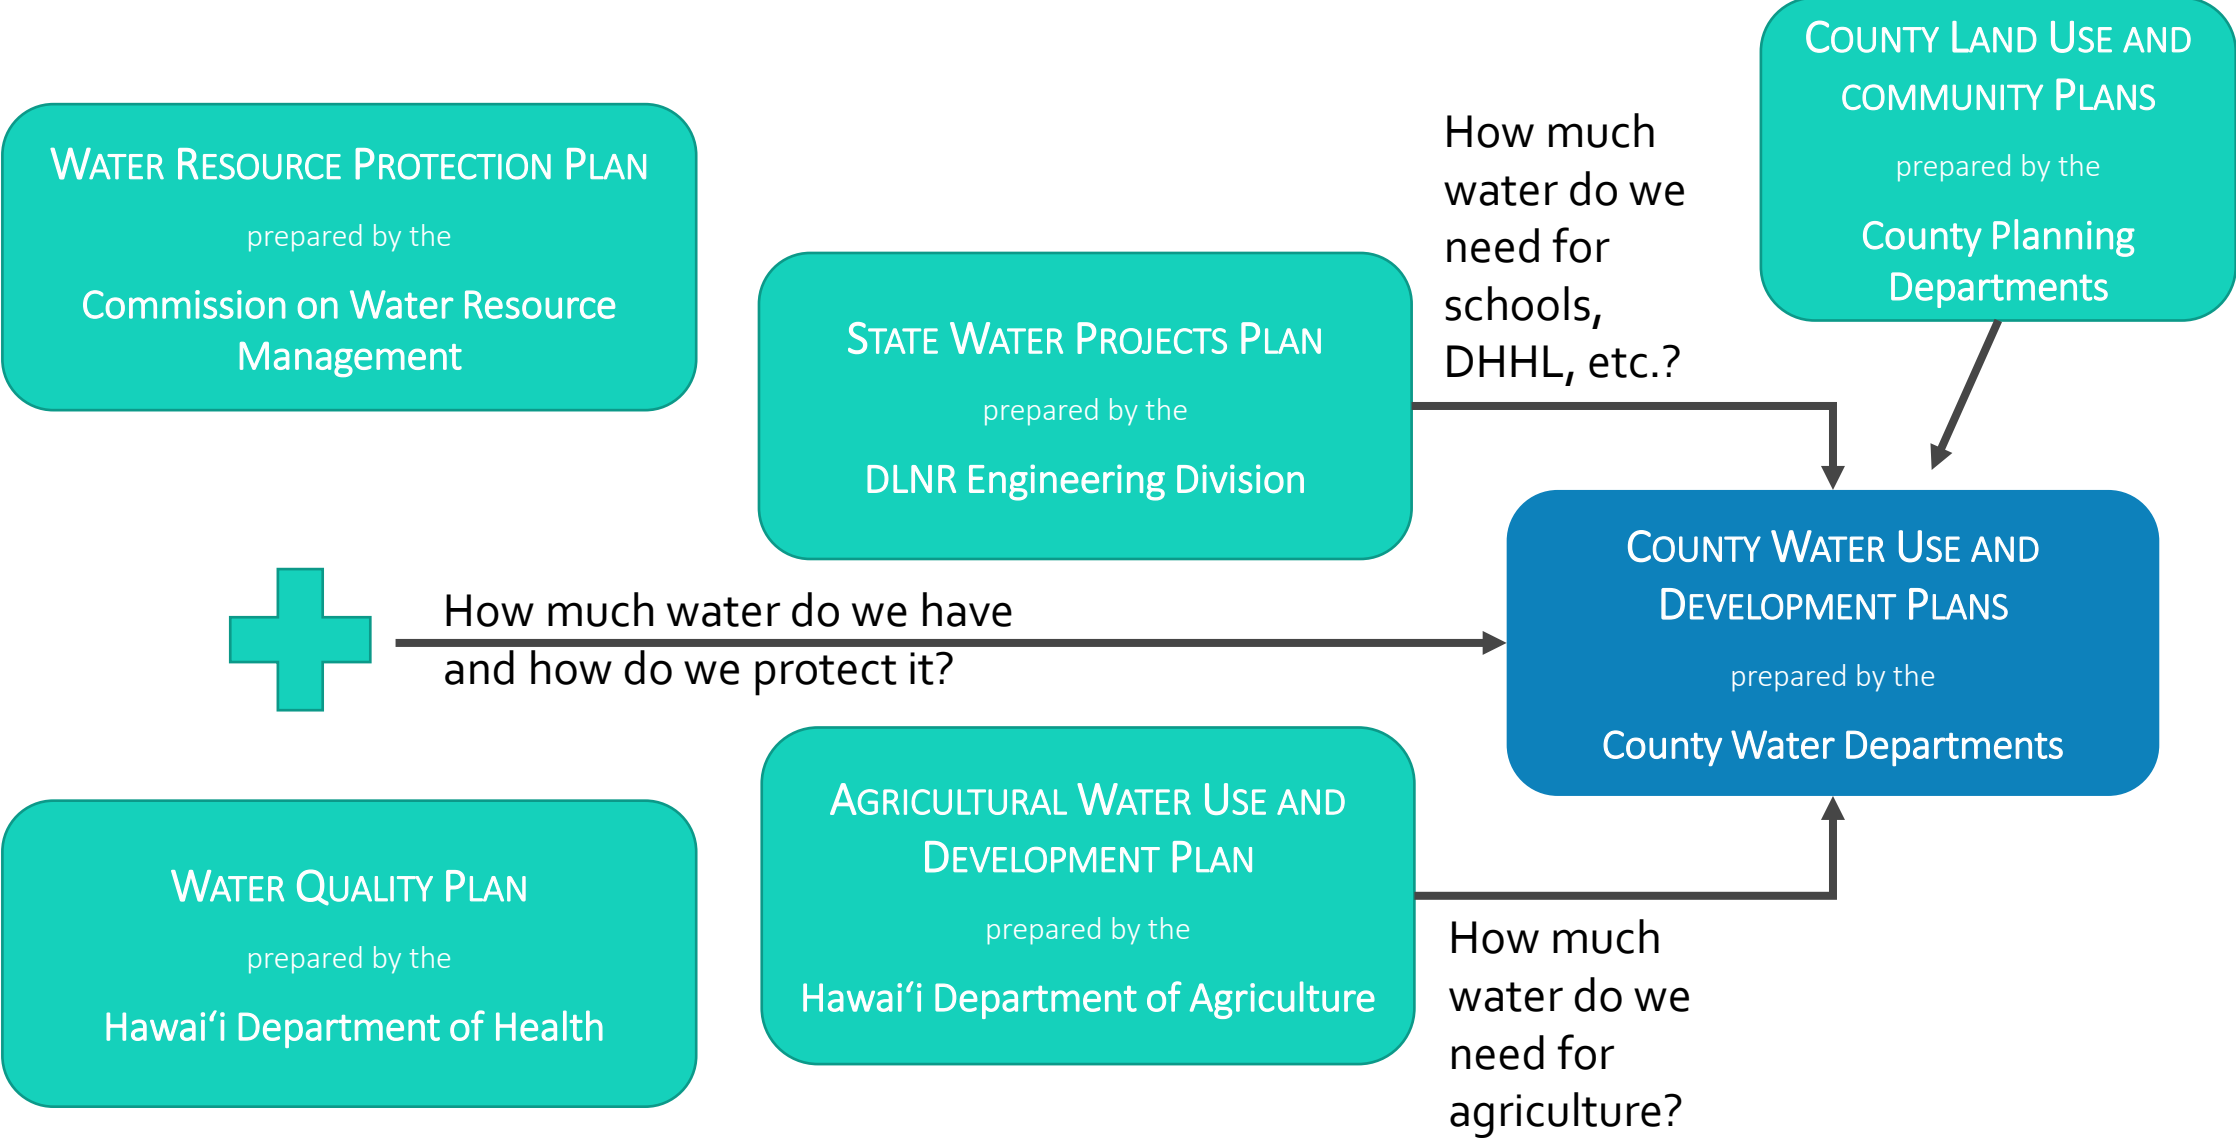 WATER RESOURCE PROTECTION PLAN
prepared by the
Commission on Water Resource
Management
STATE WATER PROJECTS PLAN
prepared by the
DLNR Engineering Division
How much
water do we
need for
schools,
DHHL, etc.?
COUNTY LAND USE AND
COMMUNITY PLANS
prepared by the
County Planning
Departments
How much water do we have
and how do we protect it?
COUNTY WATER USE AND
DEVELOPMENT PLANS
prepared by the
County Water Departments
WATER QUALITY PLAN
prepared by the
Hawaiʻi Department of Health
AGRICULTURAL WATER USE AND
DEVELOPMENT PLAN
prepared by the
Hawaiʻi Department of Agriculture
How much
water do we
need for
agriculture?